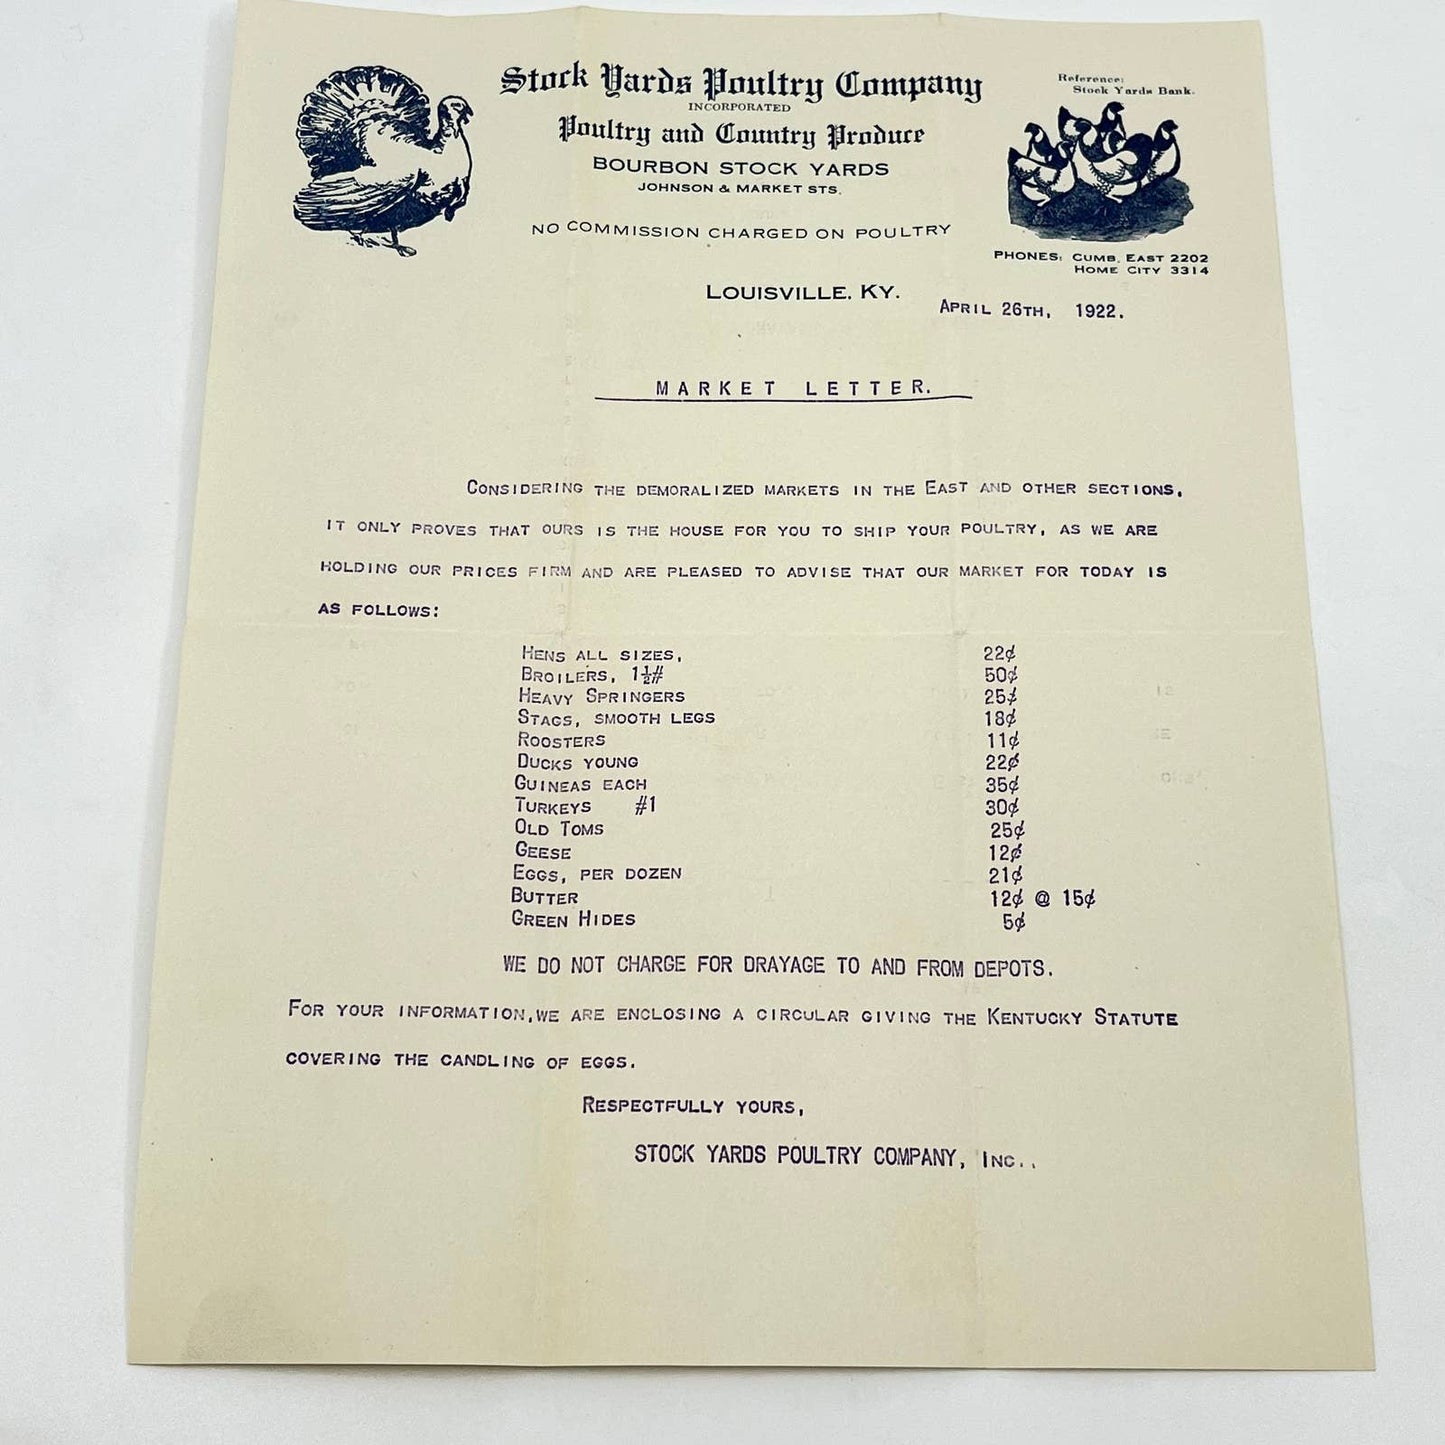 Stock Yards Poultry Company
INCORPORATED
Poultry and Country Produce
BOURBON STOCK YARDS
JOHNSON & MARKET STS.
NO COMMISSION CHARGED ON POULTRY
Reference:
Stock Yards Bank.
PHONES: CUMB. EAST 2202
HOME CITY 3314
LOUISVILLE, KY.
APRIL 26TH, 1922.
MARKET LETTER.
CONSIDERING THE DEMORALIZED MARKETS IN THE EAST AND OTHER SECTIONS,
IT ONLY PROVES THAT OURS IS THE HOUSE FOR YOU TO SHIP YOUR POULTRY, AS WE ARE
HOLDING OUR PRICES FIRM AND ARE PLEASED TO ADVISE THAT OUR MARKET FOR TODAY IS
AS FOLLOWS:
HENS ALL SIZES, 22¢
BROILERS, 1½# 50¢
HEAVY SPRINGERS 25¢
STAGS, SMOOTH LEGS 18¢
ROOSTERS 11¢
DUCKS YOUNG 22¢
GUINEAS EACH 35¢
TURKEYS #1 30¢
OLD TOMS 25¢
GEESE 12¢
EGGS, PER DOZEN 21¢
BUTTER 12¢ @ 15¢
GREEN HIDES 5¢
WE DO NOT CHARGE FOR DRAYAGE TO AND FROM DEPOTS.
FOR YOUR INFORMATION,WE ARE ENCLOSING A CIRCULAR GIVING THE KENTUCKY STATUTE
COVERING THE CANDLING OF EGGS.
RESPECTFULLY YOURS,
STOCK YARDS POULTRY COMPANY, INC..